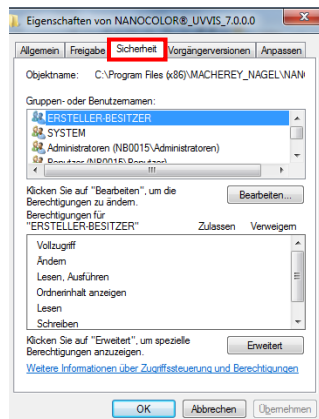 Eigenschaften von NANOCOLOR®_UVVIS_7.0.0.0
Allgemein Freigabe Sicherheit Vorgängerversionen Anpassen
Objektname: C:\Program Files (x86)\MACHEREY_NAGEL\NAN
Gruppen- oder Benutzernamen:
ERSTELLER-BESITZER
SYSTEM
Administratoren (NB0015\Administratoren)
Benutzer (NB0015\Benutzer)
Klicken Sie auf "Bearbeiten", um die
Berechtigungen zu ändern.
Bearbeiten...
Berechtigungen für
"ERSTELLER-BESITZER" Zulassen Verweigern
Vollzugriff
Ändern
Lesen, Ausführen
Ordnerinhalt anzeigen
Lesen
Schreiben
Klicken Sie auf "Erweitert", um spezielle
Berechtigungen anzuzeigen.
Erweitert
Weitere Informationen über Zugriffssteuerung und Berechtigungen
OK Abbrechen Übernehmen